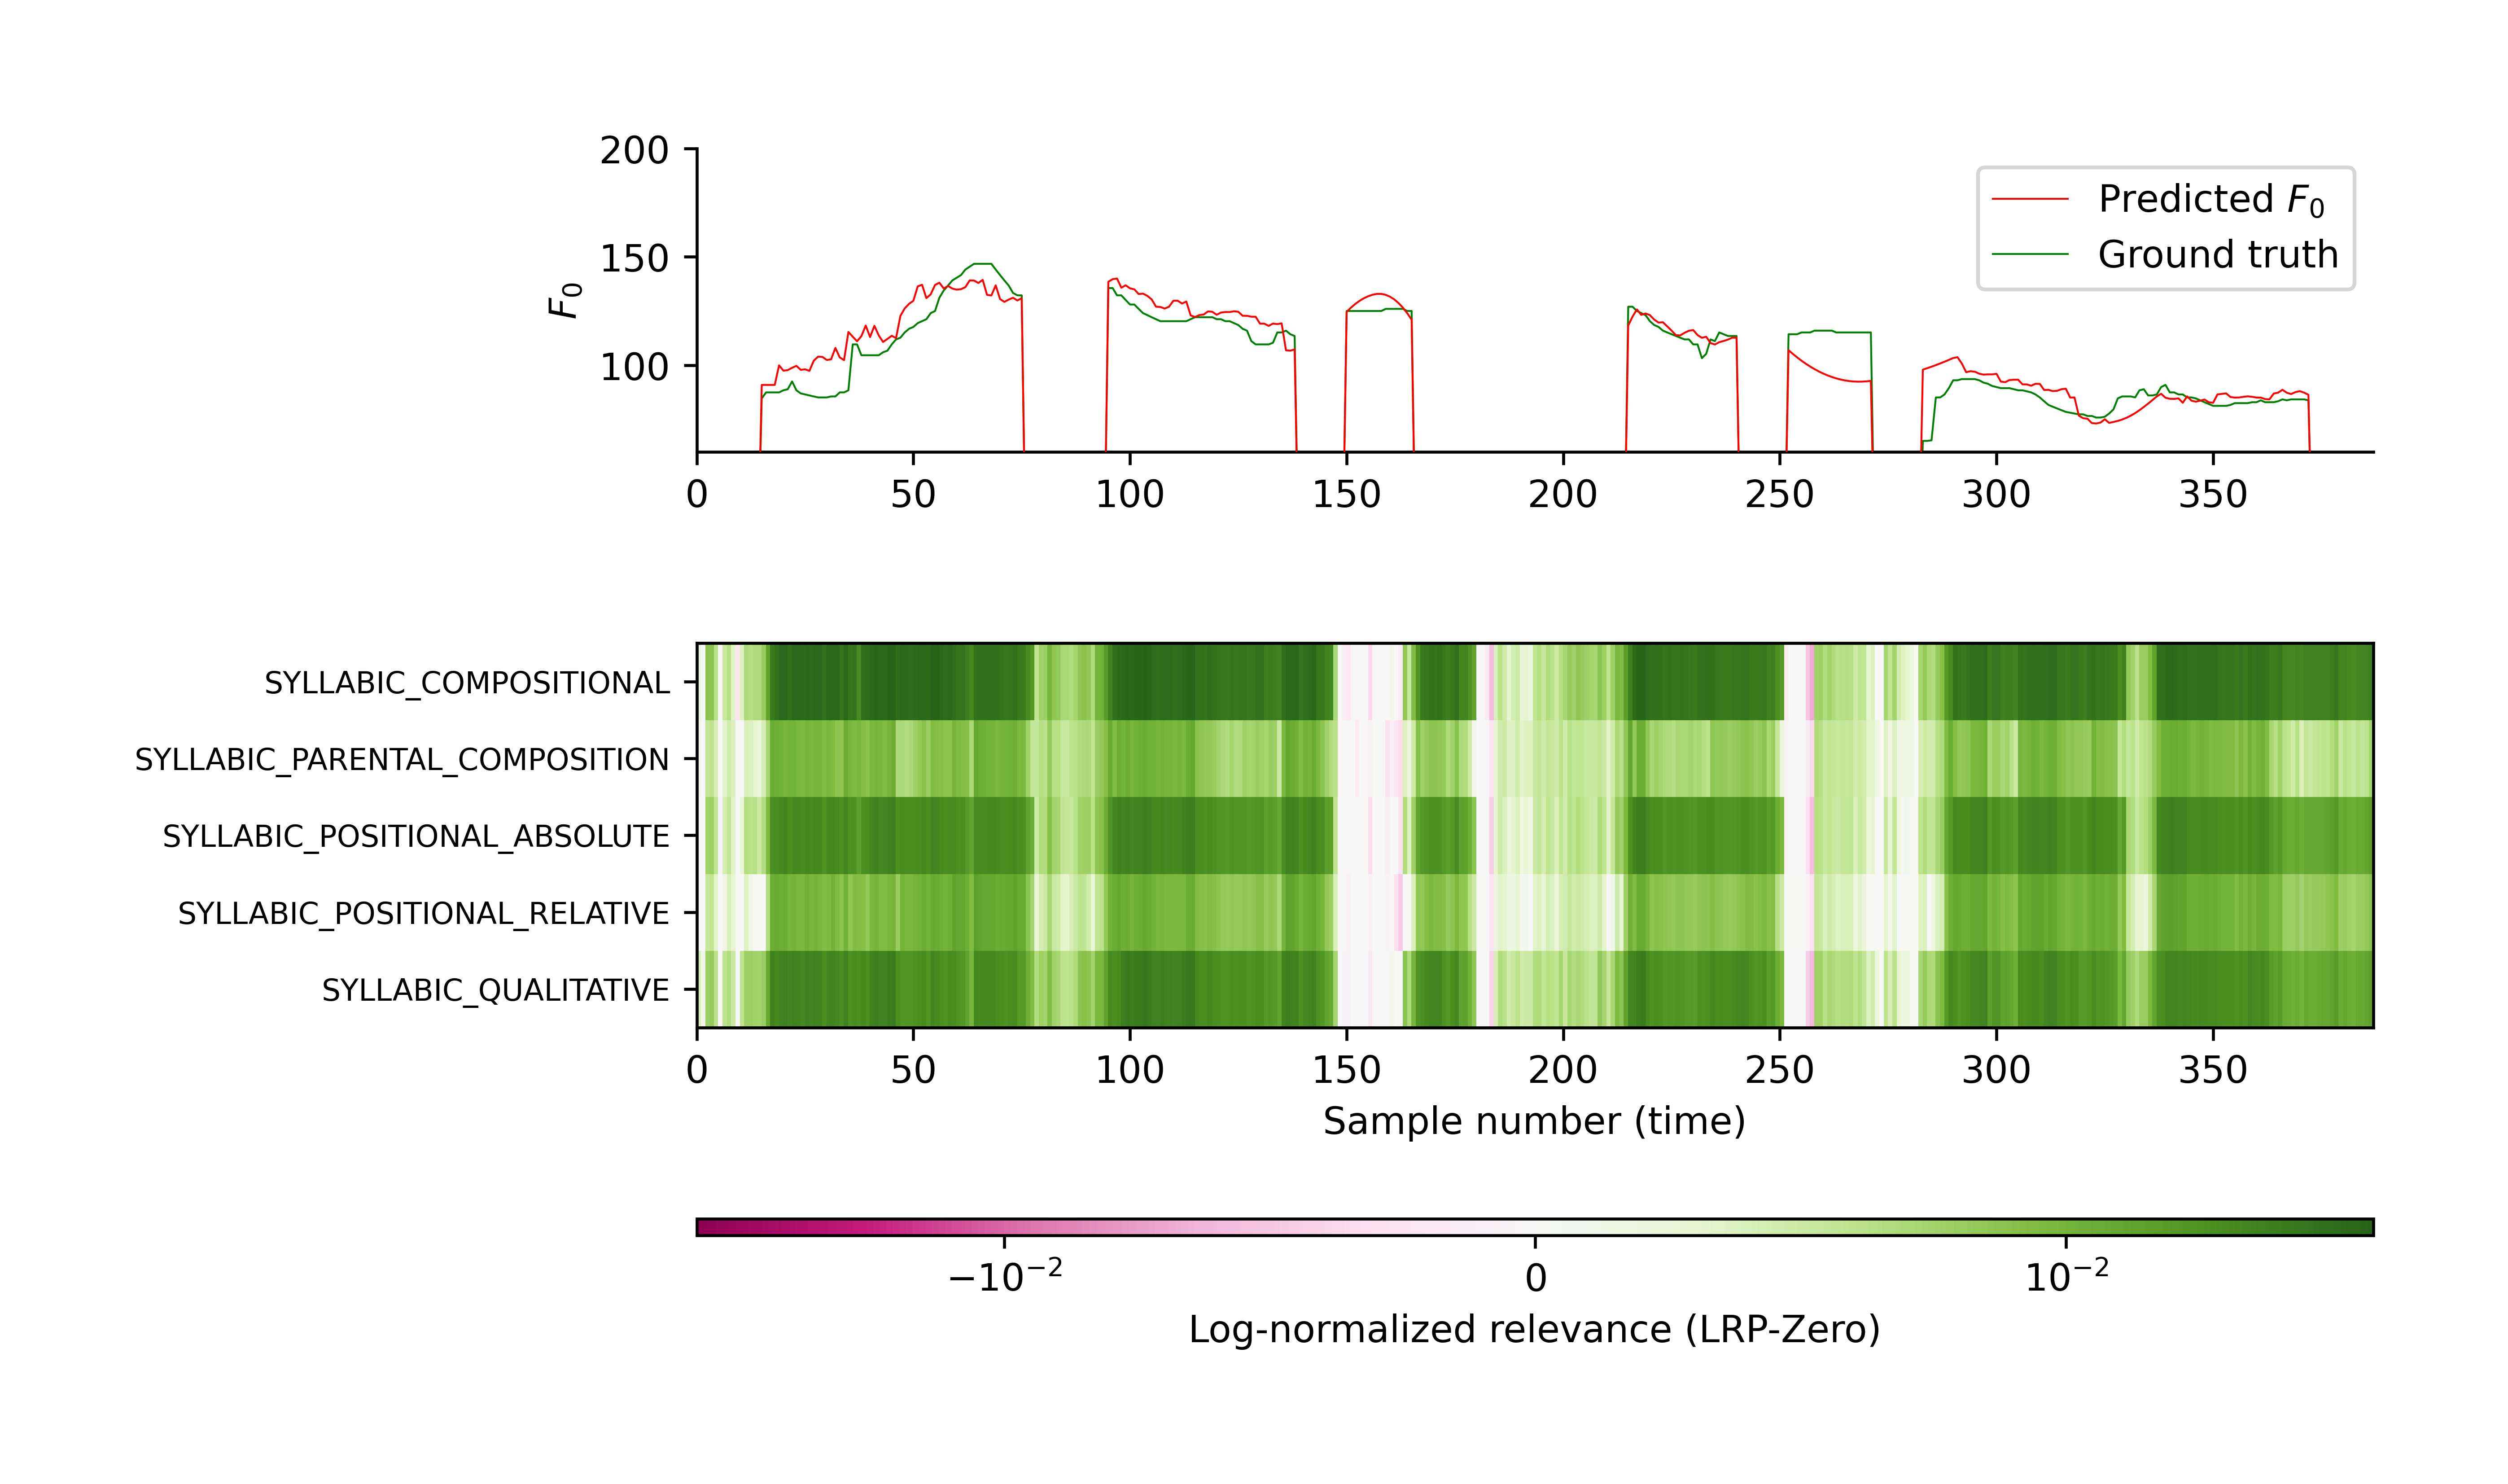 200
150
100
F0
Predicted F0
Ground truth
0 50 100 150 200 250 300 350
SYLLABIC_COMPOSITIONAL
SYLLABIC_PARENTAL_COMPOSITION
SYLLABIC_POSITIONAL_ABSOLUTE
SYLLABIC_POSITIONAL_RELATIVE
SYLLABIC_QUALITATIVE
0 50 100 150 200 250 300 350
Sample number (time)
−10⁻² 0 10⁻²
Log-normalized relevance (LRP-Zero)